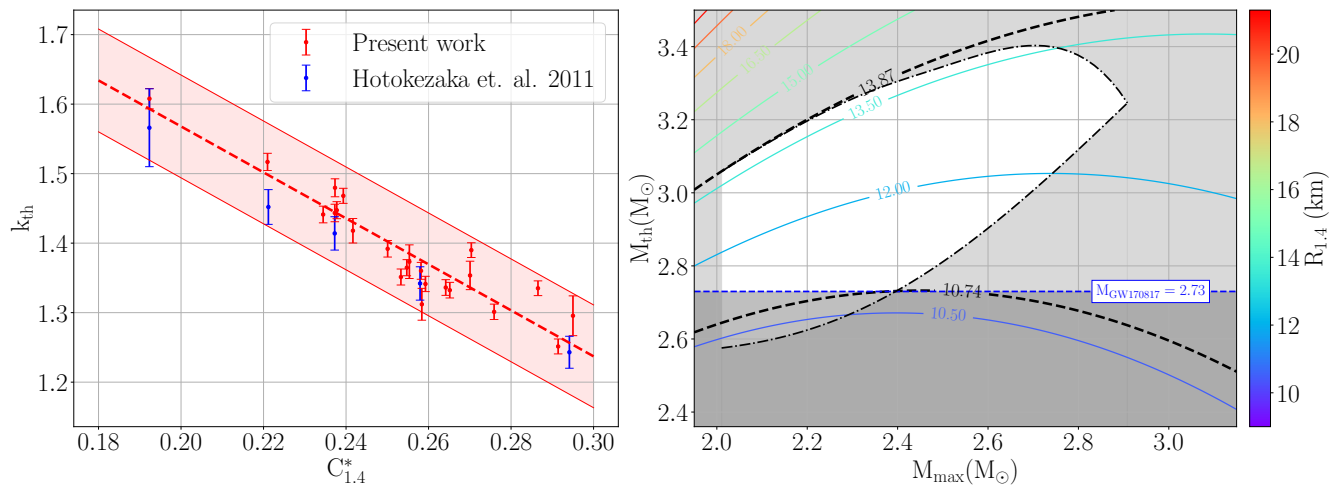 1.7
1.6
1.5
1.4
1.3
1.2
k_th
0.18 0.20 0.22 0.24 0.26 0.28 0.30
C*_1.4
Present work
Hotokezaka et. al. 2011
3.4
3.2
3.0
2.8
2.6
2.4
M_th(M_⊙)
2.0 2.2 2.4 2.6 2.8 3.0
M_max(M_⊙)
18.00
15.00
13.87
13.50
12.00
10.74
10.50
M_GW170817 = 2.73
20
18
16
14
12
10
R_1.4 (km)